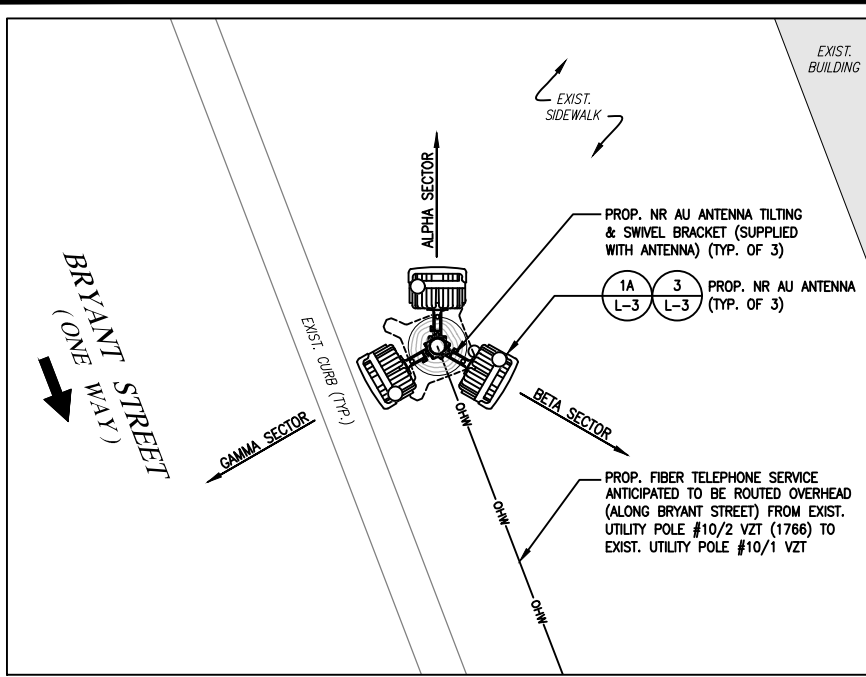 EXIST.
BUILDING
EXIST.
SIDEWALK
ALPHA SECTOR
PROP. NR AU ANTENNA TILTING
& SWIVEL BRACKET (SUPPLIED
WITH ANTENNA) (TYP. OF 3)
1A
L-3
3
L-3
PROP. NR AU ANTENNA
(TYP. OF 3)
BRYANT STREET
(ONE WAY)
EXIST. CURB (TYP.)
GAMMA SECTOR
BETA SECTOR
OHW
OHW
OHW
PROP. FIBER TELEPHONE SERVICE
ANTICIPATED TO BE ROUTED OVERHEAD
(ALONG BRYANT STREET) FROM EXIST.
UTILITY POLE #10/2 VZT (1766) TO
EXIST. UTILITY POLE #10/1 VZT